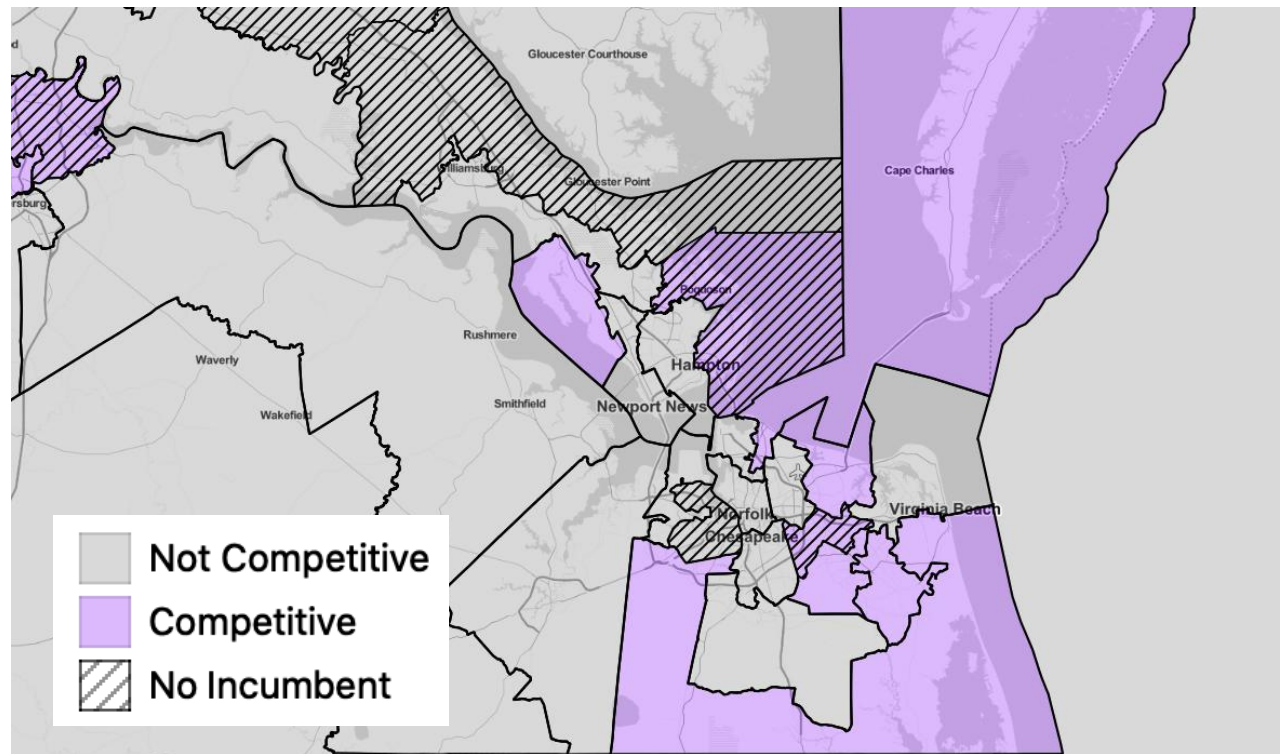 Gloucester Courthouse
Cape Charles
Williamsburg
Gloucester Point
ersburg
Poquoson
Rushmere
Waverly
Hampton
Smithfield
Newport News
Wakefield
Norfolk
Virginia Beach
Chesapeake
Not Competitive
Competitive
No Incumbent